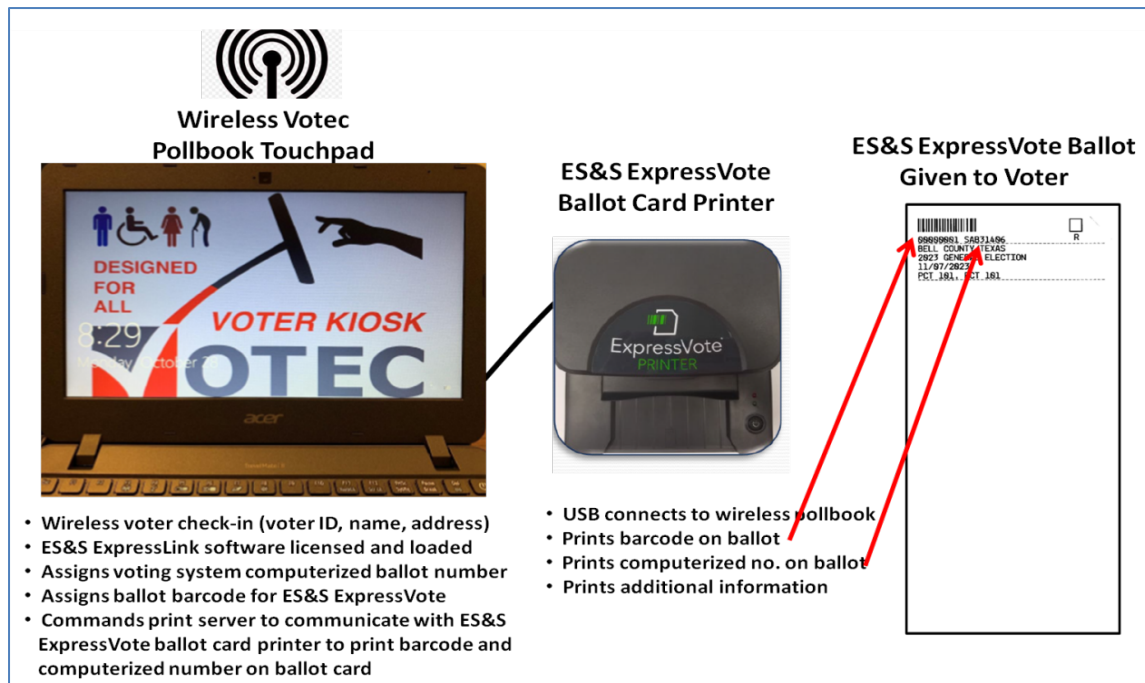 Wireless Votec
Pollbook Touchpad
DESIGNED
FOR
ALL
8:29
Monday, October
VOTER KIOSK
VOTEC
acer
• Wireless voter check-in (voter ID, name, address)
• ES&S ExpressLink software licensed and loaded
• Assigns voting system computerized ballot number
• Assigns ballot barcode for ES&S ExpressVote
• Commands print server to communicate with ES&S
ExpressVote ballot card printer to print barcode and
computerized number on ballot card
ES&S ExpressVote
Ballot Card Printer
ExpressVote
PRINTER
• USB connects to wireless pollbook
• Prints barcode on ballot
• Prints computerized no. on ballot
• Prints additional information
ES&S ExpressVote Ballot
Given to Voter
R
00000001 SAB31406
BELL COUNTY TEXAS
2023 GENERAL ELECTION
11/07/2023
PCT 101, PCT 101